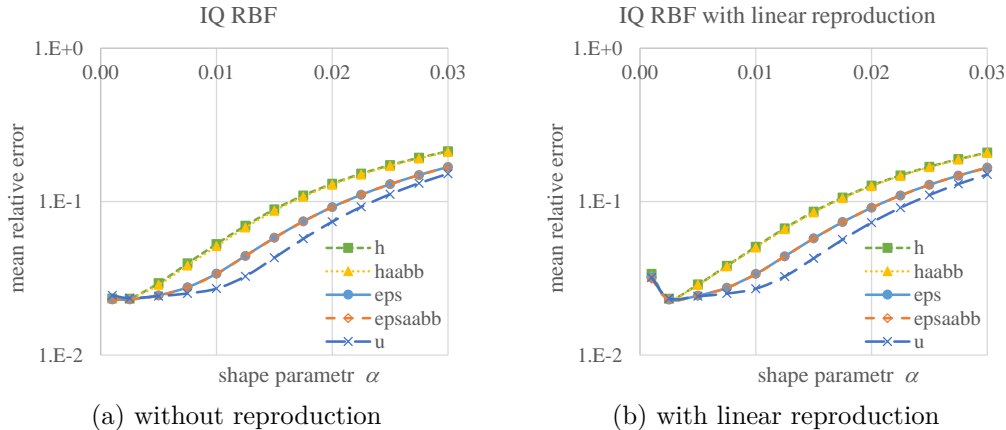 IQ RBF
1.E+0
0.00 0.01 0.02 0.03
mean relative error
1.E-1
h
haabb
eps
epsaabb
u
1.E-2
shape parametr α
(a) without reproduction
IQ RBF with linear reproduction
1.E+0
0.00 0.01 0.02 0.03
mean relative error
1.E-1
h
haabb
eps
epsaabb
u
1.E-2
shape parametr α
(b) with linear reproduction